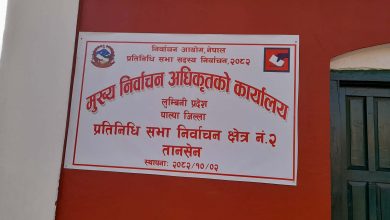 निर्वाचन आयोग, नेपाल
प्रतिनिधि सभा सदस्य निर्वाचन, २०८२
मुख्य निर्वाचन अधिकृतको कार्यालय
लुम्बिनी प्रदेश
पाल्पा जिल्ला
प्रतिनिधि सभा निर्वाचन क्षेत्र नं.२
तानसेन
स्थापनाः २०८२/१०/०२